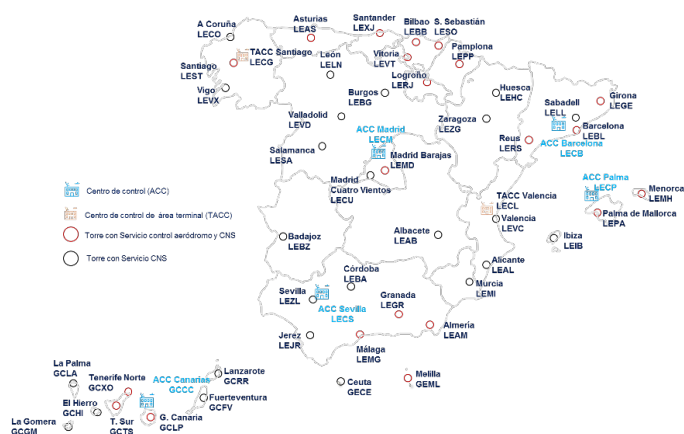 A Coruña
LECO
Asturias
LEAS
Santander
LEXJ
Bilbao
LEBB
S. Sebastián
LESO
TACC Santiago
LECG
León
LELN
Vitoria
LEVT
Pamplona
LEPP
Santiago
LEST
Vigo
LEVX
Logroño
LERJ
Burgos
LEBG
Huesca
LEHC
Girona
LEGE
Sabadell
LELL
Valladolid
LEVD
Zaragoza
LEZG
Barcelona
LEBL
Reus
LERS
ACC Barcelona
LECB
ACC Madrid
LECM
Salamanca
LESA
Madrid Barajas
LEMD
Madrid
Cuatro Vientos
LECU
ACC Palma
LECP
Menorca
LEMH
Centro de control (ACC)
TACC Valencia
LECL
Valencia
LEVC
Palma de Mallorca
LEPA
Centro de control de área terminal (TACC)
Torre con Servicio control aeródromo y CNS
Torre con Servicio CNS
Badajoz
LEBZ
Albacete
LEAB
Ibiza
LEIB
Alicante
LEAL
Córdoba
LEBA
Murcia
LEMI
Sevilla
LEZL
ACC Sevilla
LECS
Granada
LEGR
Jerez
LEJR
Málaga
LEMG
Almería
LEAM
La Palma
GCLA
Tenerife Norte
GCXO
ACC Canarias
GCCC
Lanzarote
GCRR
Ceuta
GECE
Melilla
GEML
El Hierro
GCHI
Fuerteventura
GCFV
La Gomera
GCGM
T. Sur
GCTS
G. Canaria
GCLP